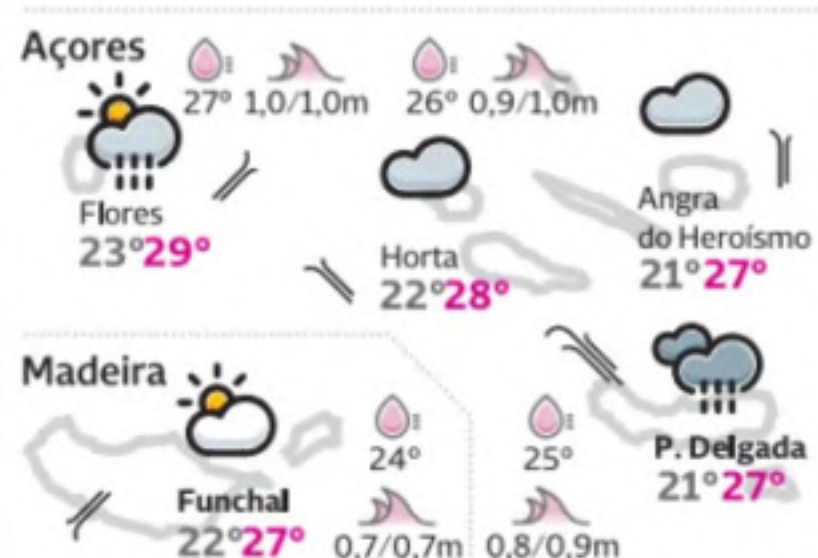 Açores
27° 1,0/1,0m
26° 0,9/1,0m
Flores
23° 29°
Horta
22° 28°
Angra
do Heroísmo
21° 27°
Madeira
Funchal
22° 27°
24°
0,7/0,7m
25°
0,8/0,9m
P. Delgada
21° 27°